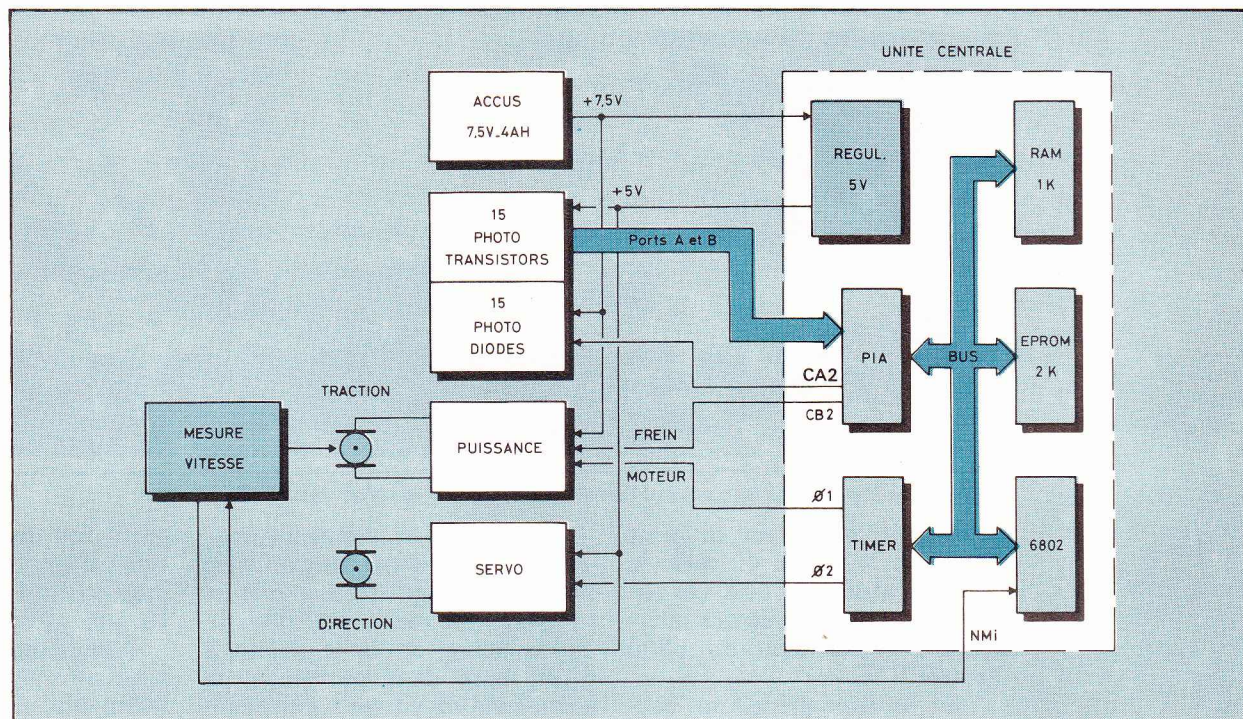 UNITE CENTRALE
ACCUS
7,5V_4AH
+7,5V
REGUL.
5V
RAM
1K
+5V
15
PHOTO
TRANSISTORS
Ports A et B
15
PHOTO
DIODES
PIA
BUS
EPROM
2K
CA2
CB2
TRACTION
MESURE
VITESSE
PUISSANCE
FREIN
MOTEUR
Ø1
TIMER
6802
SERVO
Ø2
DIRECTION
NMi